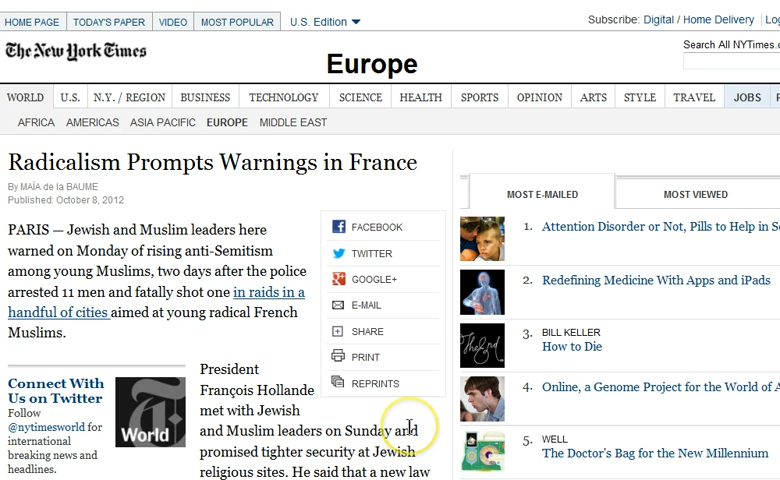 HOME PAGE TODAY'S PAPER VIDEO MOST POPULAR U.S. Edition
Subscribe: Digital / Home Delivery
The New York Times
Europe
Search All NYTimes.
WORLD U.S. N.Y. / REGION BUSINESS TECHNOLOGY SCIENCE HEALTH SPORTS OPINION ARTS STYLE TRAVEL JOBS
AFRICA AMERICAS ASIA PACIFIC EUROPE MIDDLE EAST
Radicalism Prompts Warnings in France
By MAÏA de la BAUME
Published: October 8, 2012
PARIS — Jewish and Muslim leaders here
warned on Monday of rising anti-Semitism
among young Muslims, two days after the police
arrested 11 men and fatally shot one in raids in a
handful of cities aimed at young radical French
Muslims.
FACEBOOK
TWITTER
GOOGLE+
E-MAIL
SHARE
PRINT
REPRINTS
Connect With
Us on Twitter
Follow
@nytimesworld for
international
breaking news and
headlines.
T
World
President
François Hollande
met with Jewish
and Muslim leaders on Sunday and
promised tighter security at Jewish
religious sites. He said that a new law
MOST E-MAILED MOST VIEWED
1. Attention Disorder or Not, Pills to Help in
2. Redefining Medicine With Apps and iPads
3. BILL KELLER
How to Die
4. Online, a Genome Project for the World of
5. WELL
The Doctor's Bag for the New Millennium